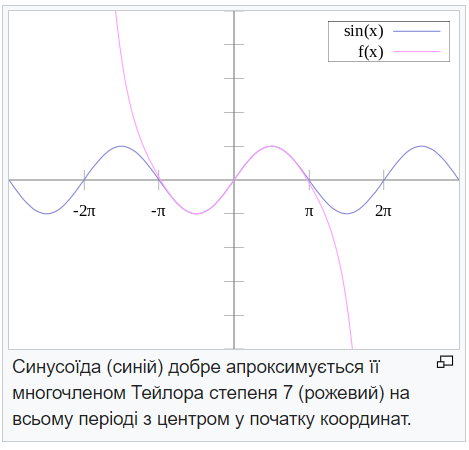 sin(x)
f(x)
-2π -π π 2π
Синусоїда (синій) добре апроксимується її
многочленом Тейлора степеня 7 (рожевий) на
всьому періоді з центром у початку координат.